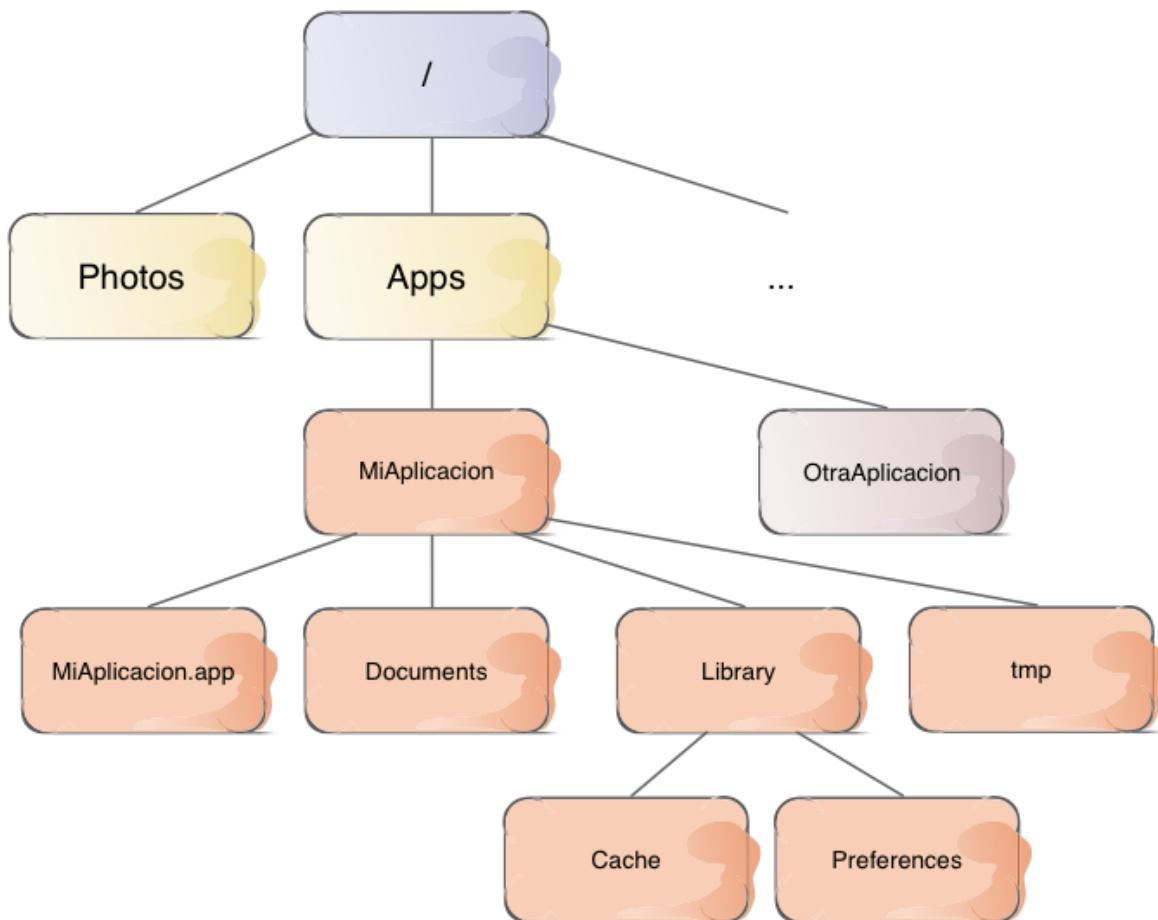 /
Photos
Apps
...
MiAplicacion
OtraAplicacion
MiAplicacion.app
Documents
Library
tmp
Cache
Preferences